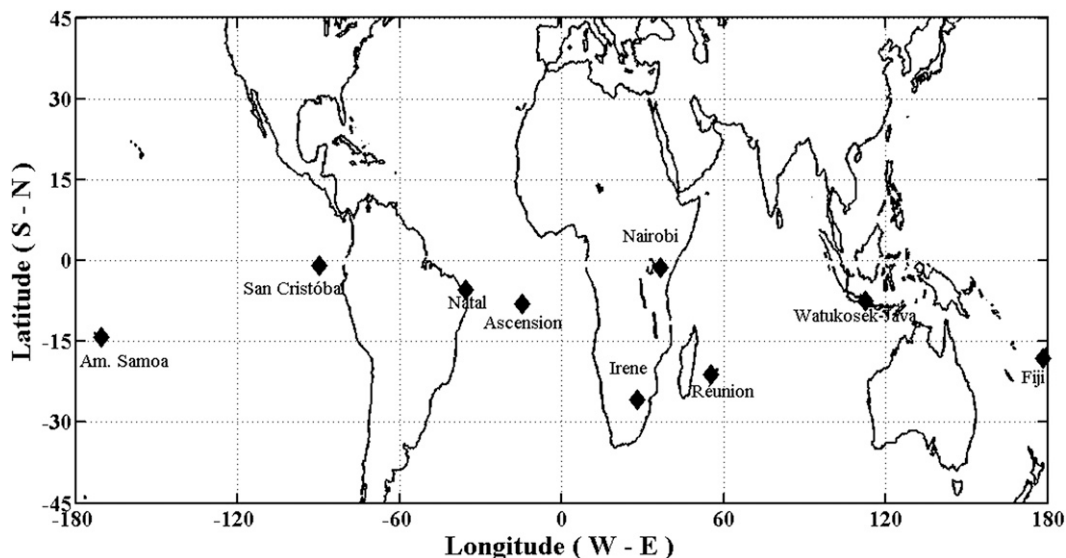 45
30
15
0
-15
-30
-45
Latitude ( S - N )
Nairobi
San Cristóba
Natal
Ascension
Watukosek-Java
Am. Samoa
Irene
Réunion
Fiji
-180
-120
-60
0
60
120
180
Longitude ( W - E )